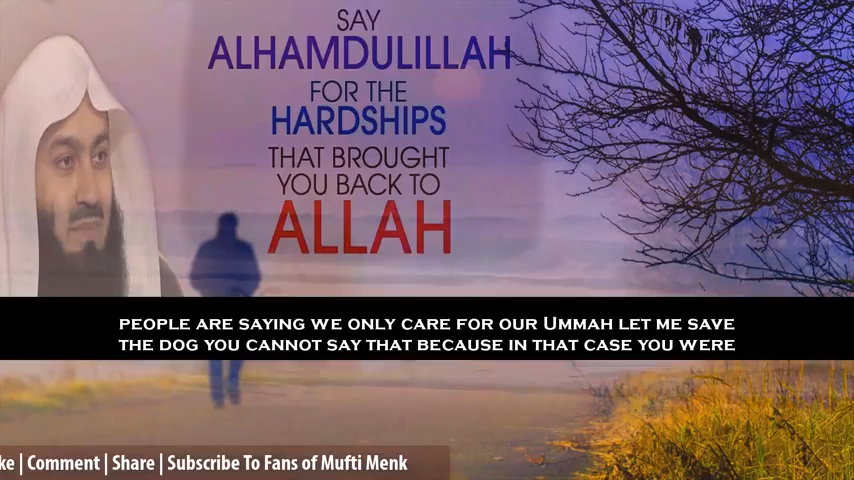 SAY
ALHAMDULILLAH
FOR THE
HARDSHIPS
THAT BROUGHT
YOU BACK TO
ALLAH
PEOPLE ARE SAYING WE ONLY CARE FOR OUR UMMAH LET ME SAVE
THE DOG YOU CANNOT SAY THAT BECAUSE IN THAT CASE YOU WERE
ke | Comment | Share | Subscribe To Fans of Mufti Menk